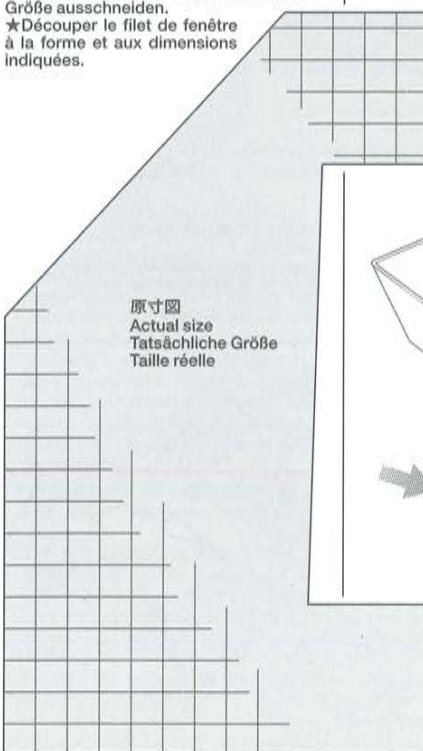 Größe ausschneiden.
★Découper le filet de fenêtre
à la forme et aux dimensions
indiquées.
原寸図
Actual size
Tatsächliche Größe
Taille réelle